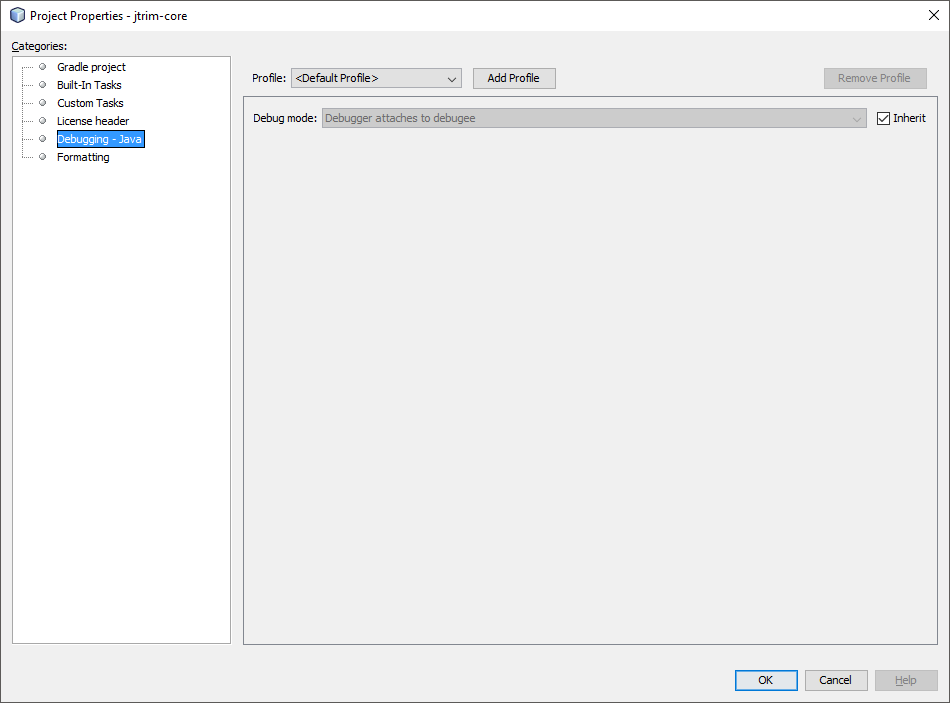 Project Properties - jtrim-core
Categories:
Gradle project
Built-In Tasks
Custom Tasks
License header
Debugging - Java
Formatting
Profile: <Default Profile> Add Profile Remove Profile
Debug mode: Debugger attaches to debugee Inherit
OK Cancel Help